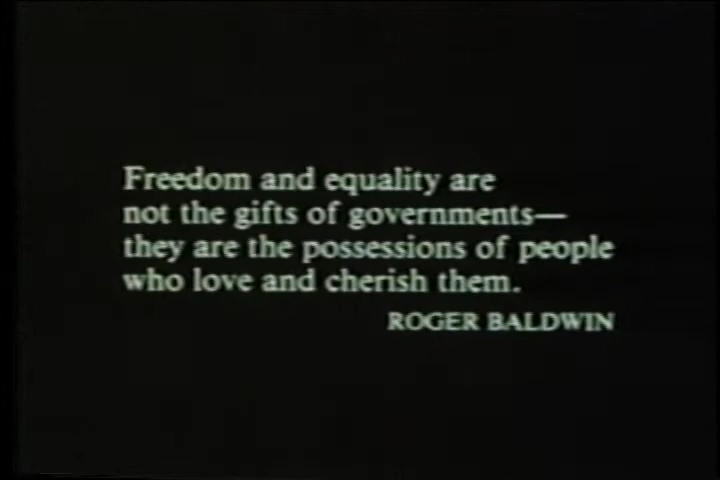 Freedom and equality are
not the gifts of governments—
they are the possessions of people
who love and cherish them.
ROGER BALDWIN